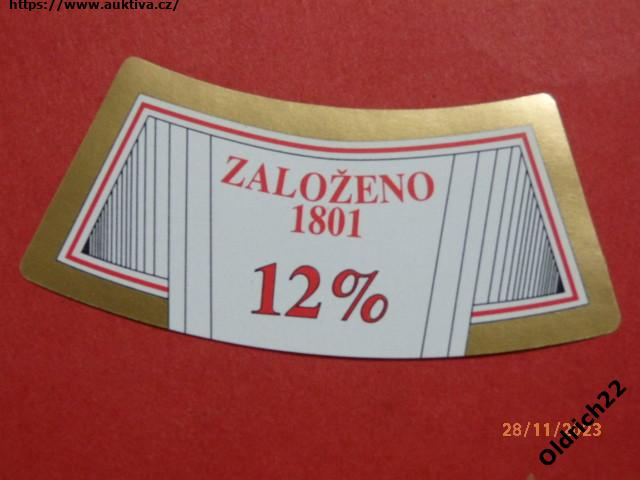 https://www.auktiva.cz/
ZALOŽENO
1801
12%
28/11/2023
Oldrich22